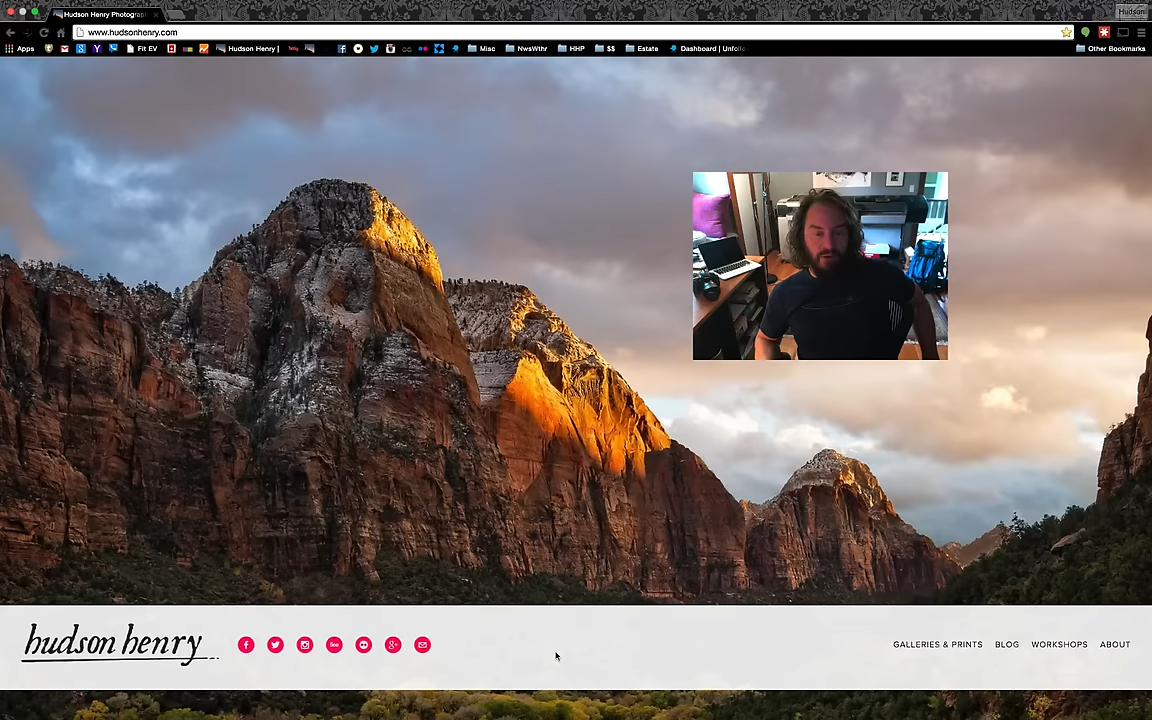 Hudson Henry Photograp
Hudson
www.hudsonhenry.com
Apps
Fit EV
Hudson Henry |
Misc
NwsWthr
HHP
$$
Estate
Dashboard | Unfollo
Other Bookmarks
hudson henry
GALLERIES & PRINTS BLOG WORKSHOPS ABOUT